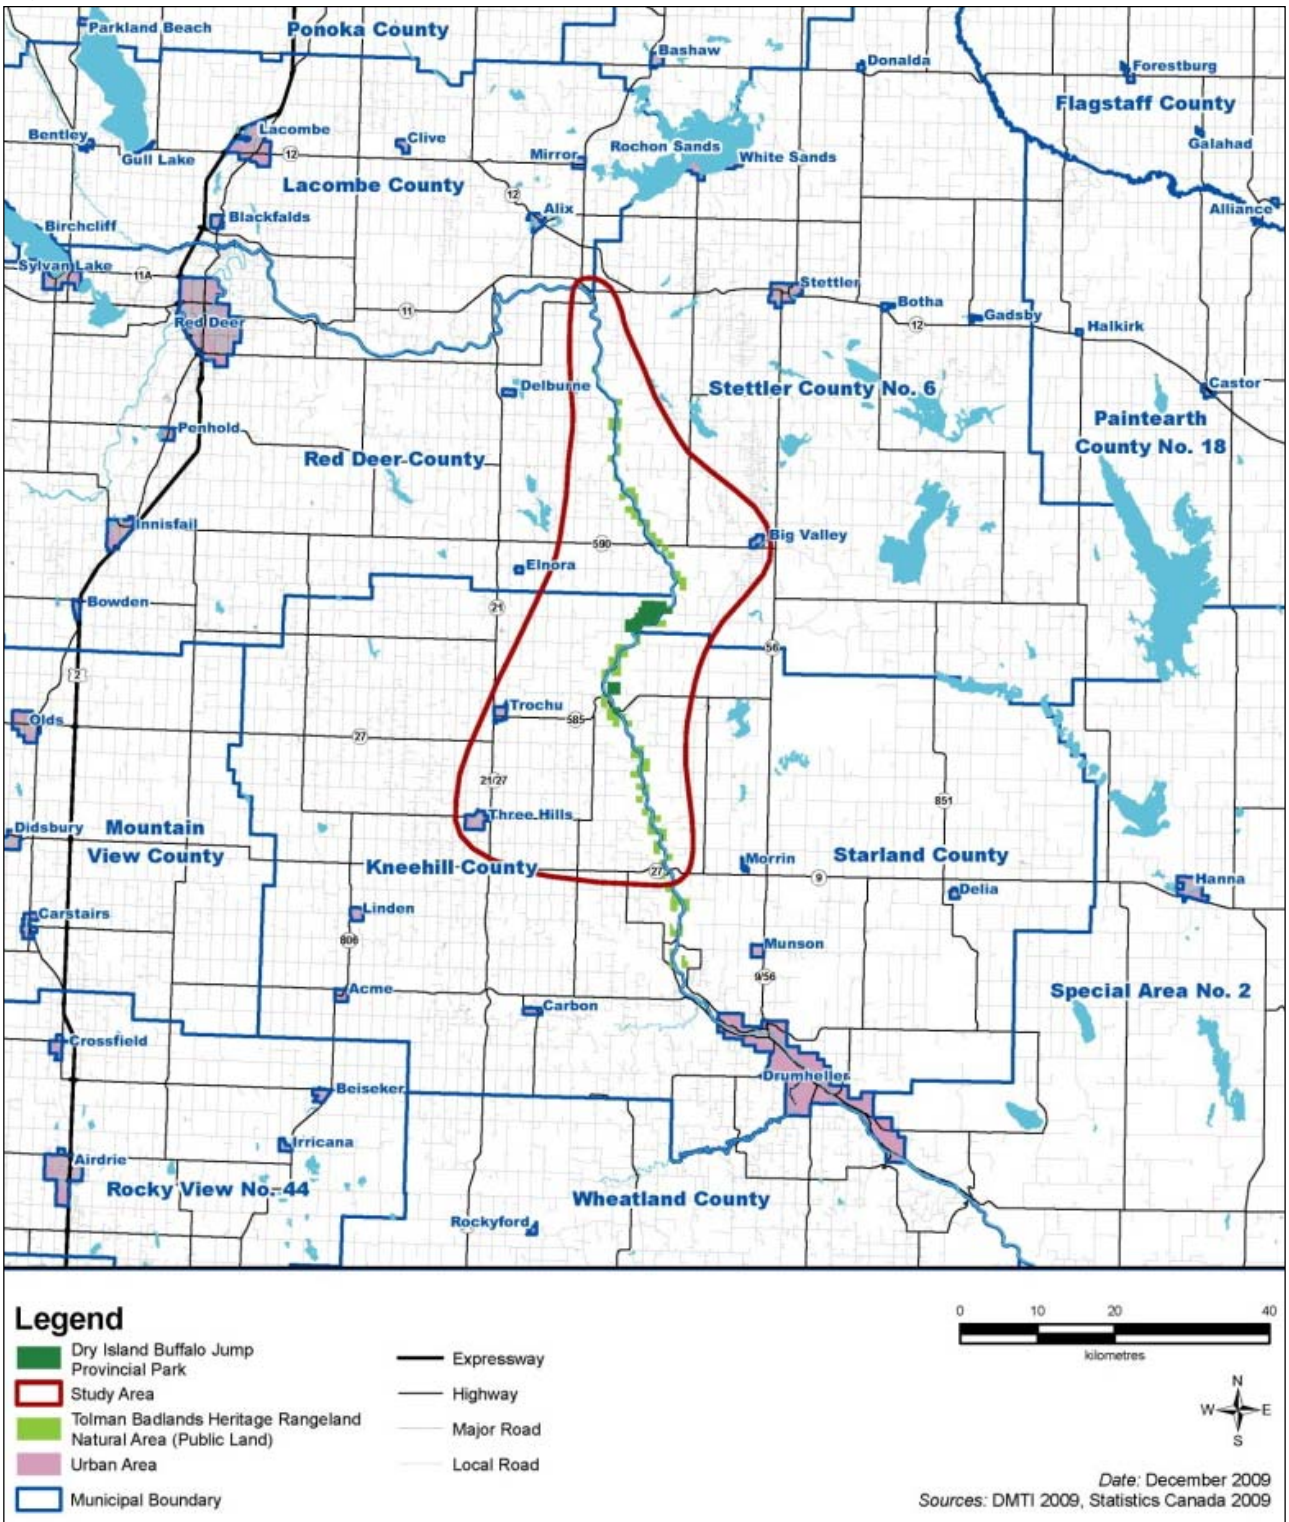 Parkland Beach
Ponoka County
Bashaw
Donalda
Forestburg
Flagstaff County
Bentley
Gull Lake
Lacombe
12
Clive
Mirror
Rochon Sands
White Sands
Galahad
Lacombe County
12
Alix
Alliance
Blackfalds
Birchcliff
Sylvan Lake
11A
Red Deer
11
Stettler
Botha
12
Gadsby
Halkirk
Delburne
Stettler County No. 6
Castor
Paintearth
County No. 18
Penhold
Red Deer County
Innisfail
590
Big Valley
Elnora
Bowden
21
56
2
Olds
27
Trochu
585
21/27
851
Three Hills
Didsbury
Mountain
View County
Kneehill County
27
Morrin
9
Starland County
Delia
Hanna
Carstairs
Linden
806
Munson
9/56
Acme
Carbon
Special Area No. 2
Crossfield
Drumheller
Beiseker
Irricana
Airdrie
Rocky View No. 44
Wheatland County
Rockyford
Legend
Dry Island Buffalo Jump
Provincial Park
Study Area
Tolman Badlands Heritage Rangeland
Natural Area (Public Land)
Urban Area
Municipal Boundary
Expressway
Highway
Major Road
Local Road
0 10 20 40
kilometres
N
W E
S
Date: December 2009
Sources: DMTI 2009, Statistics Canada 2009